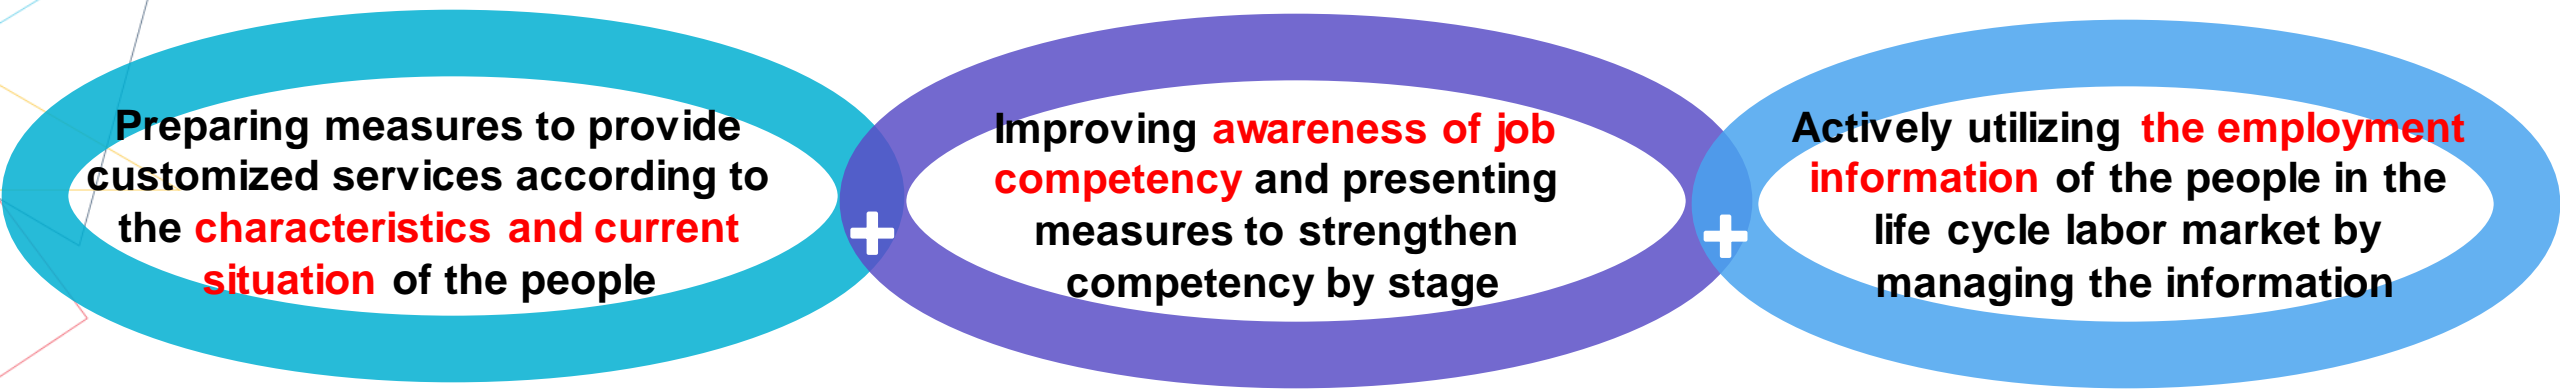 Preparing measures to provide
customized services according to
the characteristics and current
situation of the people
+
Improving awareness of job
competency and presenting
measures to strengthen
competency by stage
+
Actively utilizing the employment
information of the people in the
life cycle labor market by
managing the information